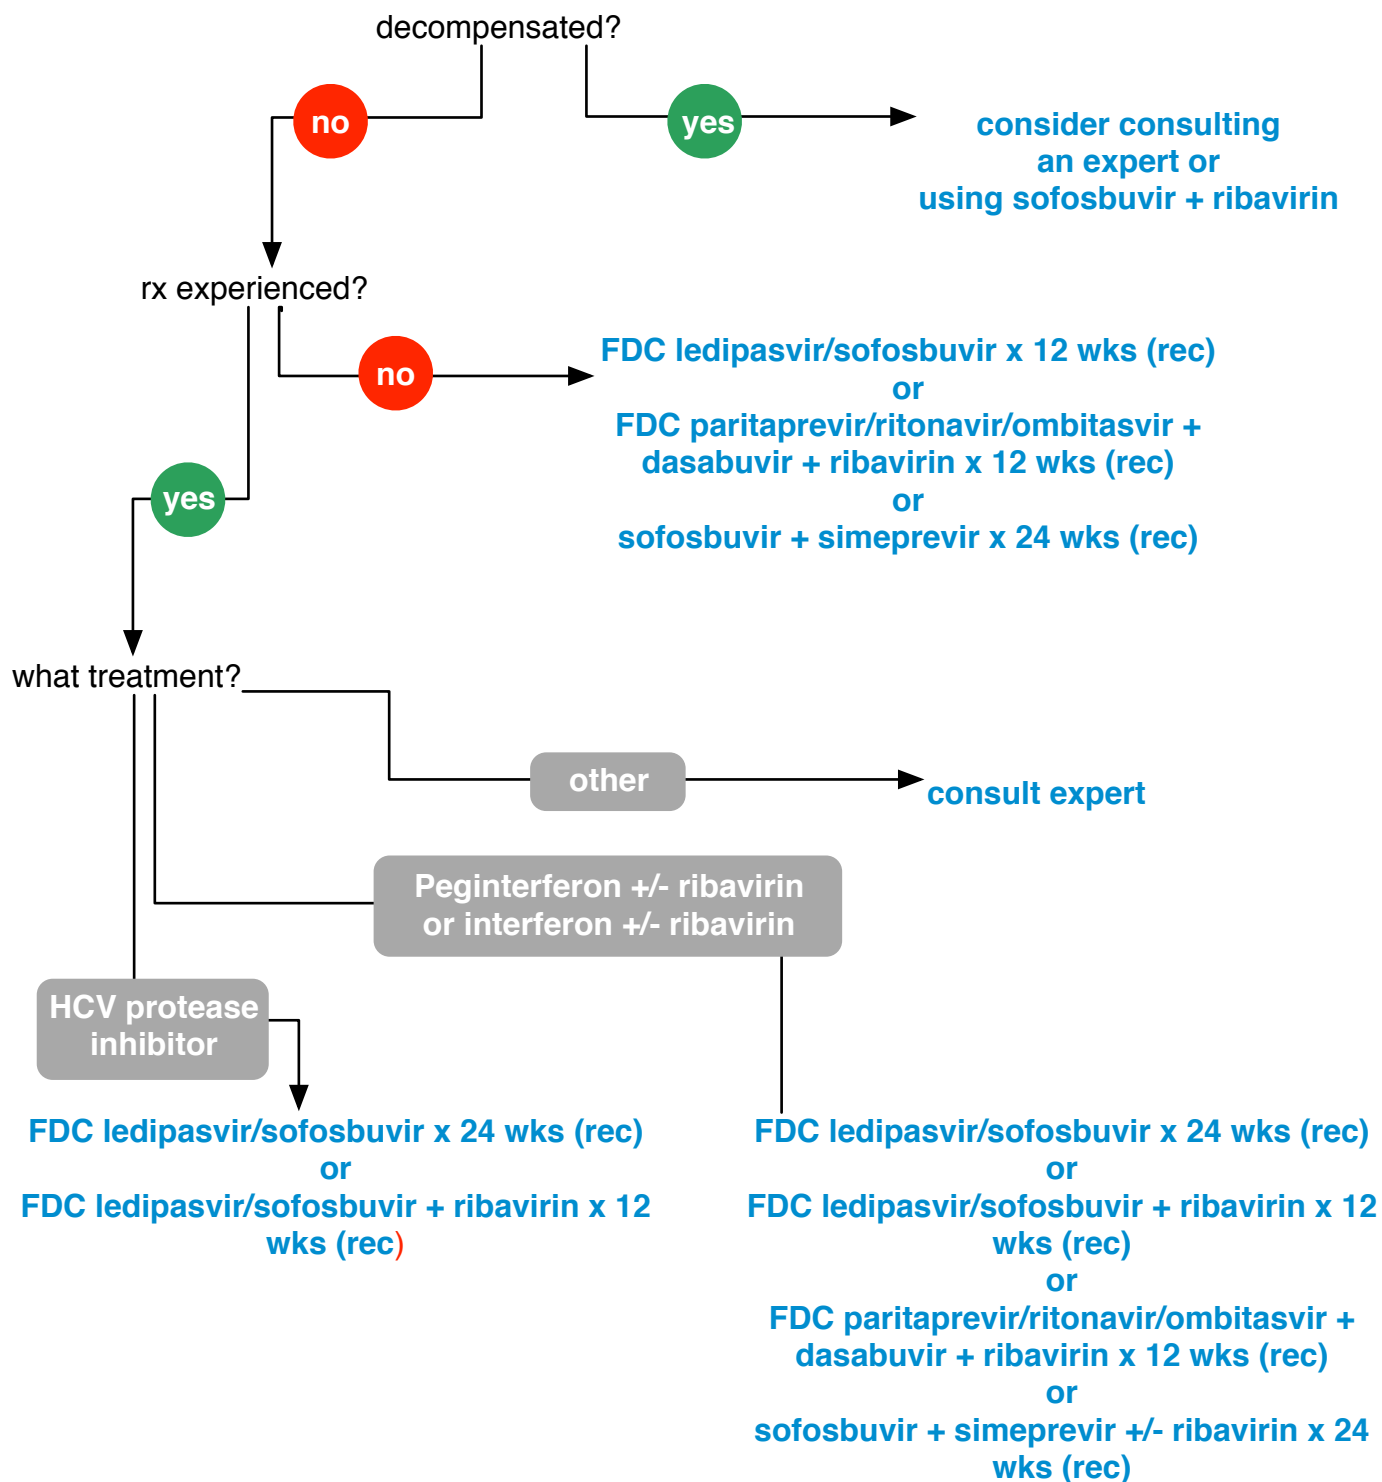 decompensated?
no
yes
consider consulting
an expert or
using sofosbuvir + ribavirin
rx experienced?
no
FDC ledipasvir/sofosbuvir x 12 wks (rec)
or
FDC paritaprevir/ritonavir/ombitasvir +
dasabuvir + ribavirin x 12 wks (rec)
or
sofosbuvir + simeprevir x 24 wks (rec)
yes
what treatment?
other
consult expert
Peginterferon +/- ribavirin
or interferon +/- ribavirin
HCV protease
inhibitor
FDC ledipasvir/sofosbuvir x 24 wks (rec)
or
FDC ledipasvir/sofosbuvir + ribavirin x 12
wks (rec)
FDC ledipasvir/sofosbuvir x 24 wks (rec)
or
FDC ledipasvir/sofosbuvir + ribavirin x 12
wks (rec)
or
FDC paritaprevir/ritonavir/ombitasvir +
dasabuvir + ribavirin x 12 wks (rec)
or
sofosbuvir + simeprevir +/- ribavirin x 24
wks (rec)